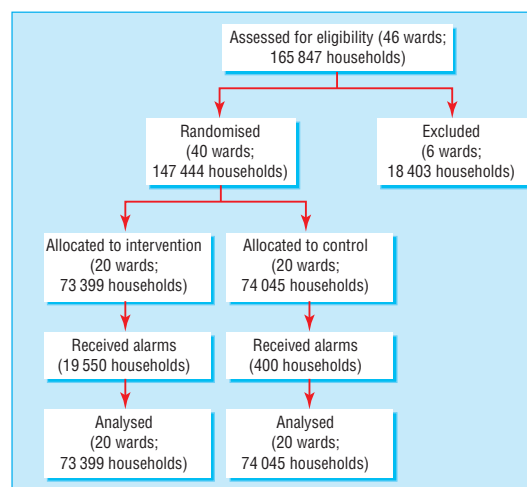 Assessed for eligibility (46 wards;
165 847 households)
Randomised
(40 wards;
147 444 households)
Excluded
(6 wards;
18 403 households)
Allocated to intervention
(20 wards;
73 399 households)
Allocated to control
(20 wards;
74 045 households)
Received alarms
(19 550 households)
Received alarms
(400 households)
Analysed
(20 wards;
73 399 households)
Analysed
(20 wards;
74 045 households)